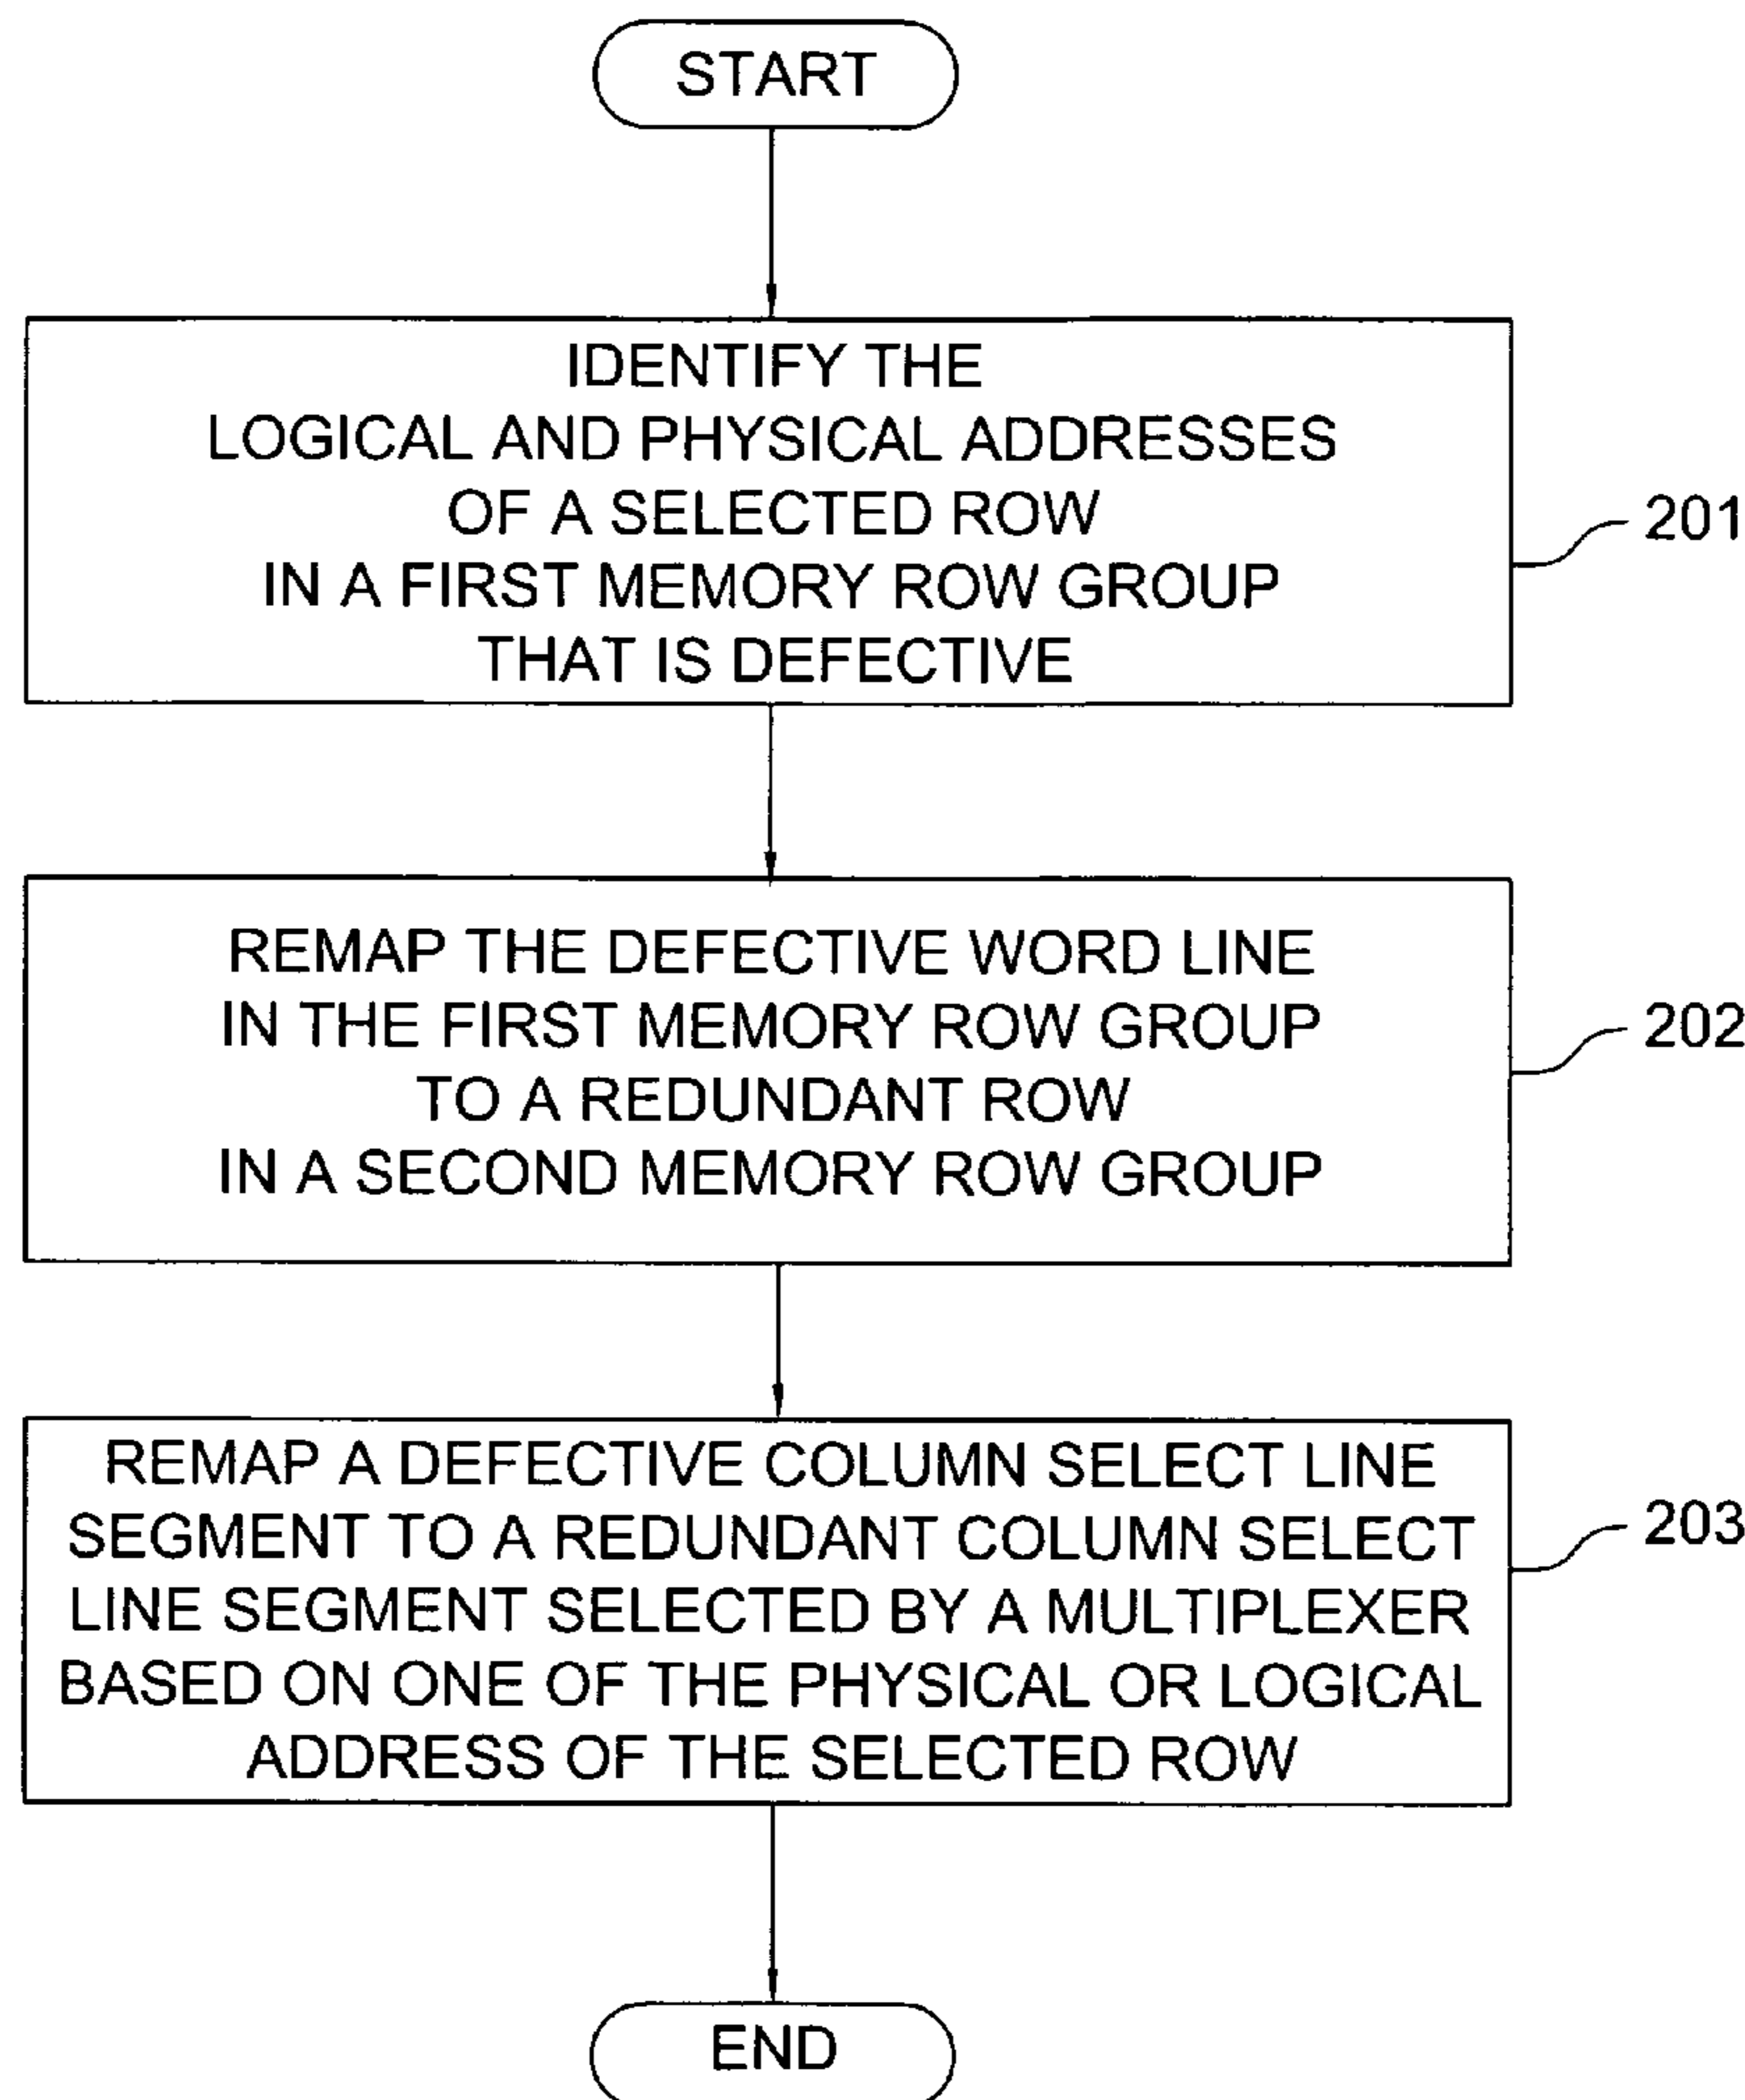 START
IDENTIFY THE
LOGICAL AND PHYSICAL ADDRESSES
OF A SELECTED ROW
IN A FIRST MEMORY ROW GROUP
THAT IS DEFECTIVE
201
REMAP THE DEFECTIVE WORD LINE
IN THE FIRST MEMORY ROW GROUP
TO A REDUNDANT ROW
IN A SECOND MEMORY ROW GROUP
202
REMAP A DEFECTIVE COLUMN SELECT LINE
SEGMENT TO A REDUNDANT COLUMN SELECT
LINE SEGMENT SELECTED BY A MULTIPLEXER
BASED ON ONE OF THE PHYSICAL OR LOGICAL
ADDRESS OF THE SELECTED ROW
203
END